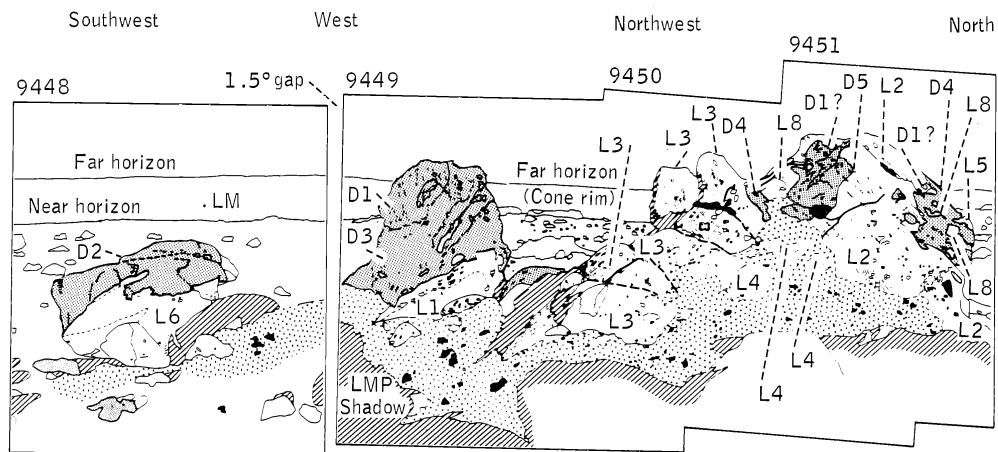 Southwest
West
Northwest
North
9448
1.5° gap
9449
9450
9451
L3
L3
L3
D4
L8
D1?
D5
L2
D4
L8
D1?
L5
Far horizon
Near horizon
LM
D2
L6
D1
D3
Far horizon
(Cone rim)
L1
L3
L3
L4
L2
L8
L2
L4
L4
LMP
Shadow